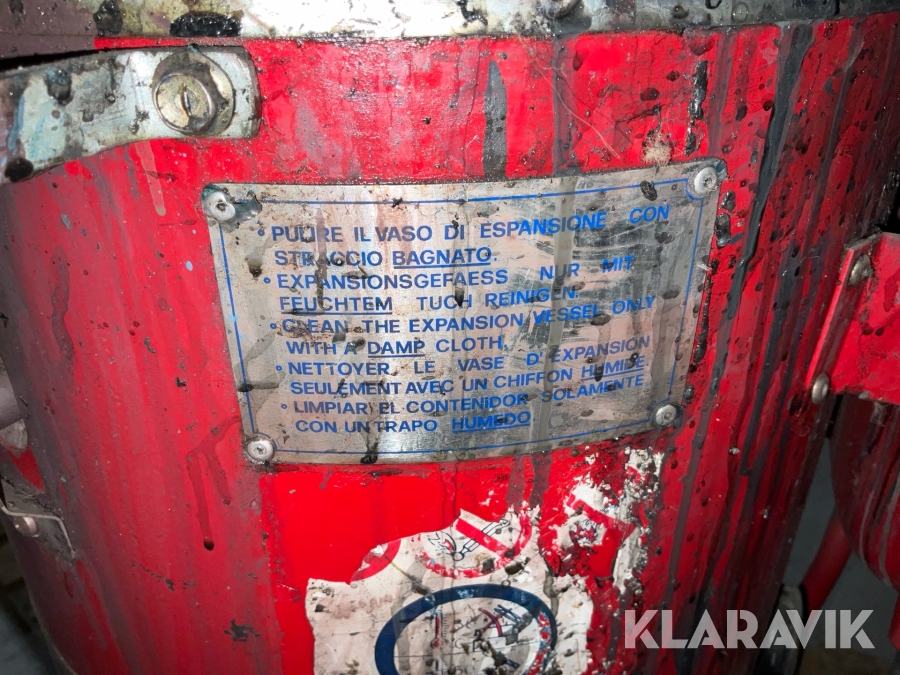 • PULIRE IL VASO DI ESPANSIONE CON
STRACCIO BAGNATO.
• EXPANSIONSGEFAESS NUR MIT
FEUCHTEM TUCH REINIGEN.
• CLEAN THE EXPANSION VESSEL ONLY
WITH A DAMP CLOTH.
• NETTOYER LE VASE D'EXPANSION
SEULEMENT AVEC UN CHIFFON HUMIDE
• LIMPIAR EL CONTENIDOR SOLAMENTE
CON UN TRAPO HUMEDO
KLARAVIK